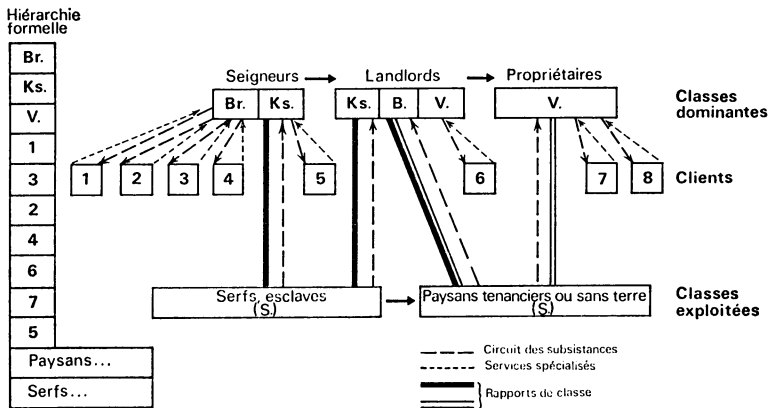 Hiérarchie
formelle
Br.
Ks.
V.
1
3
2
4
6
7
5
Paysans...
Serfs...
Seigneurs
Landlords
Propriétaires
Br. Ks.
Ks. B. V.
V.
Classes
dominantes
1 2 3 4 5 6 7 8
Clients
Serfs, esclaves
(S.)
Paysans tenanciers ou sans terre
(S.)
Classes
exploitées
Circuit des subsistances
Services spécialisés
Rapports de classe